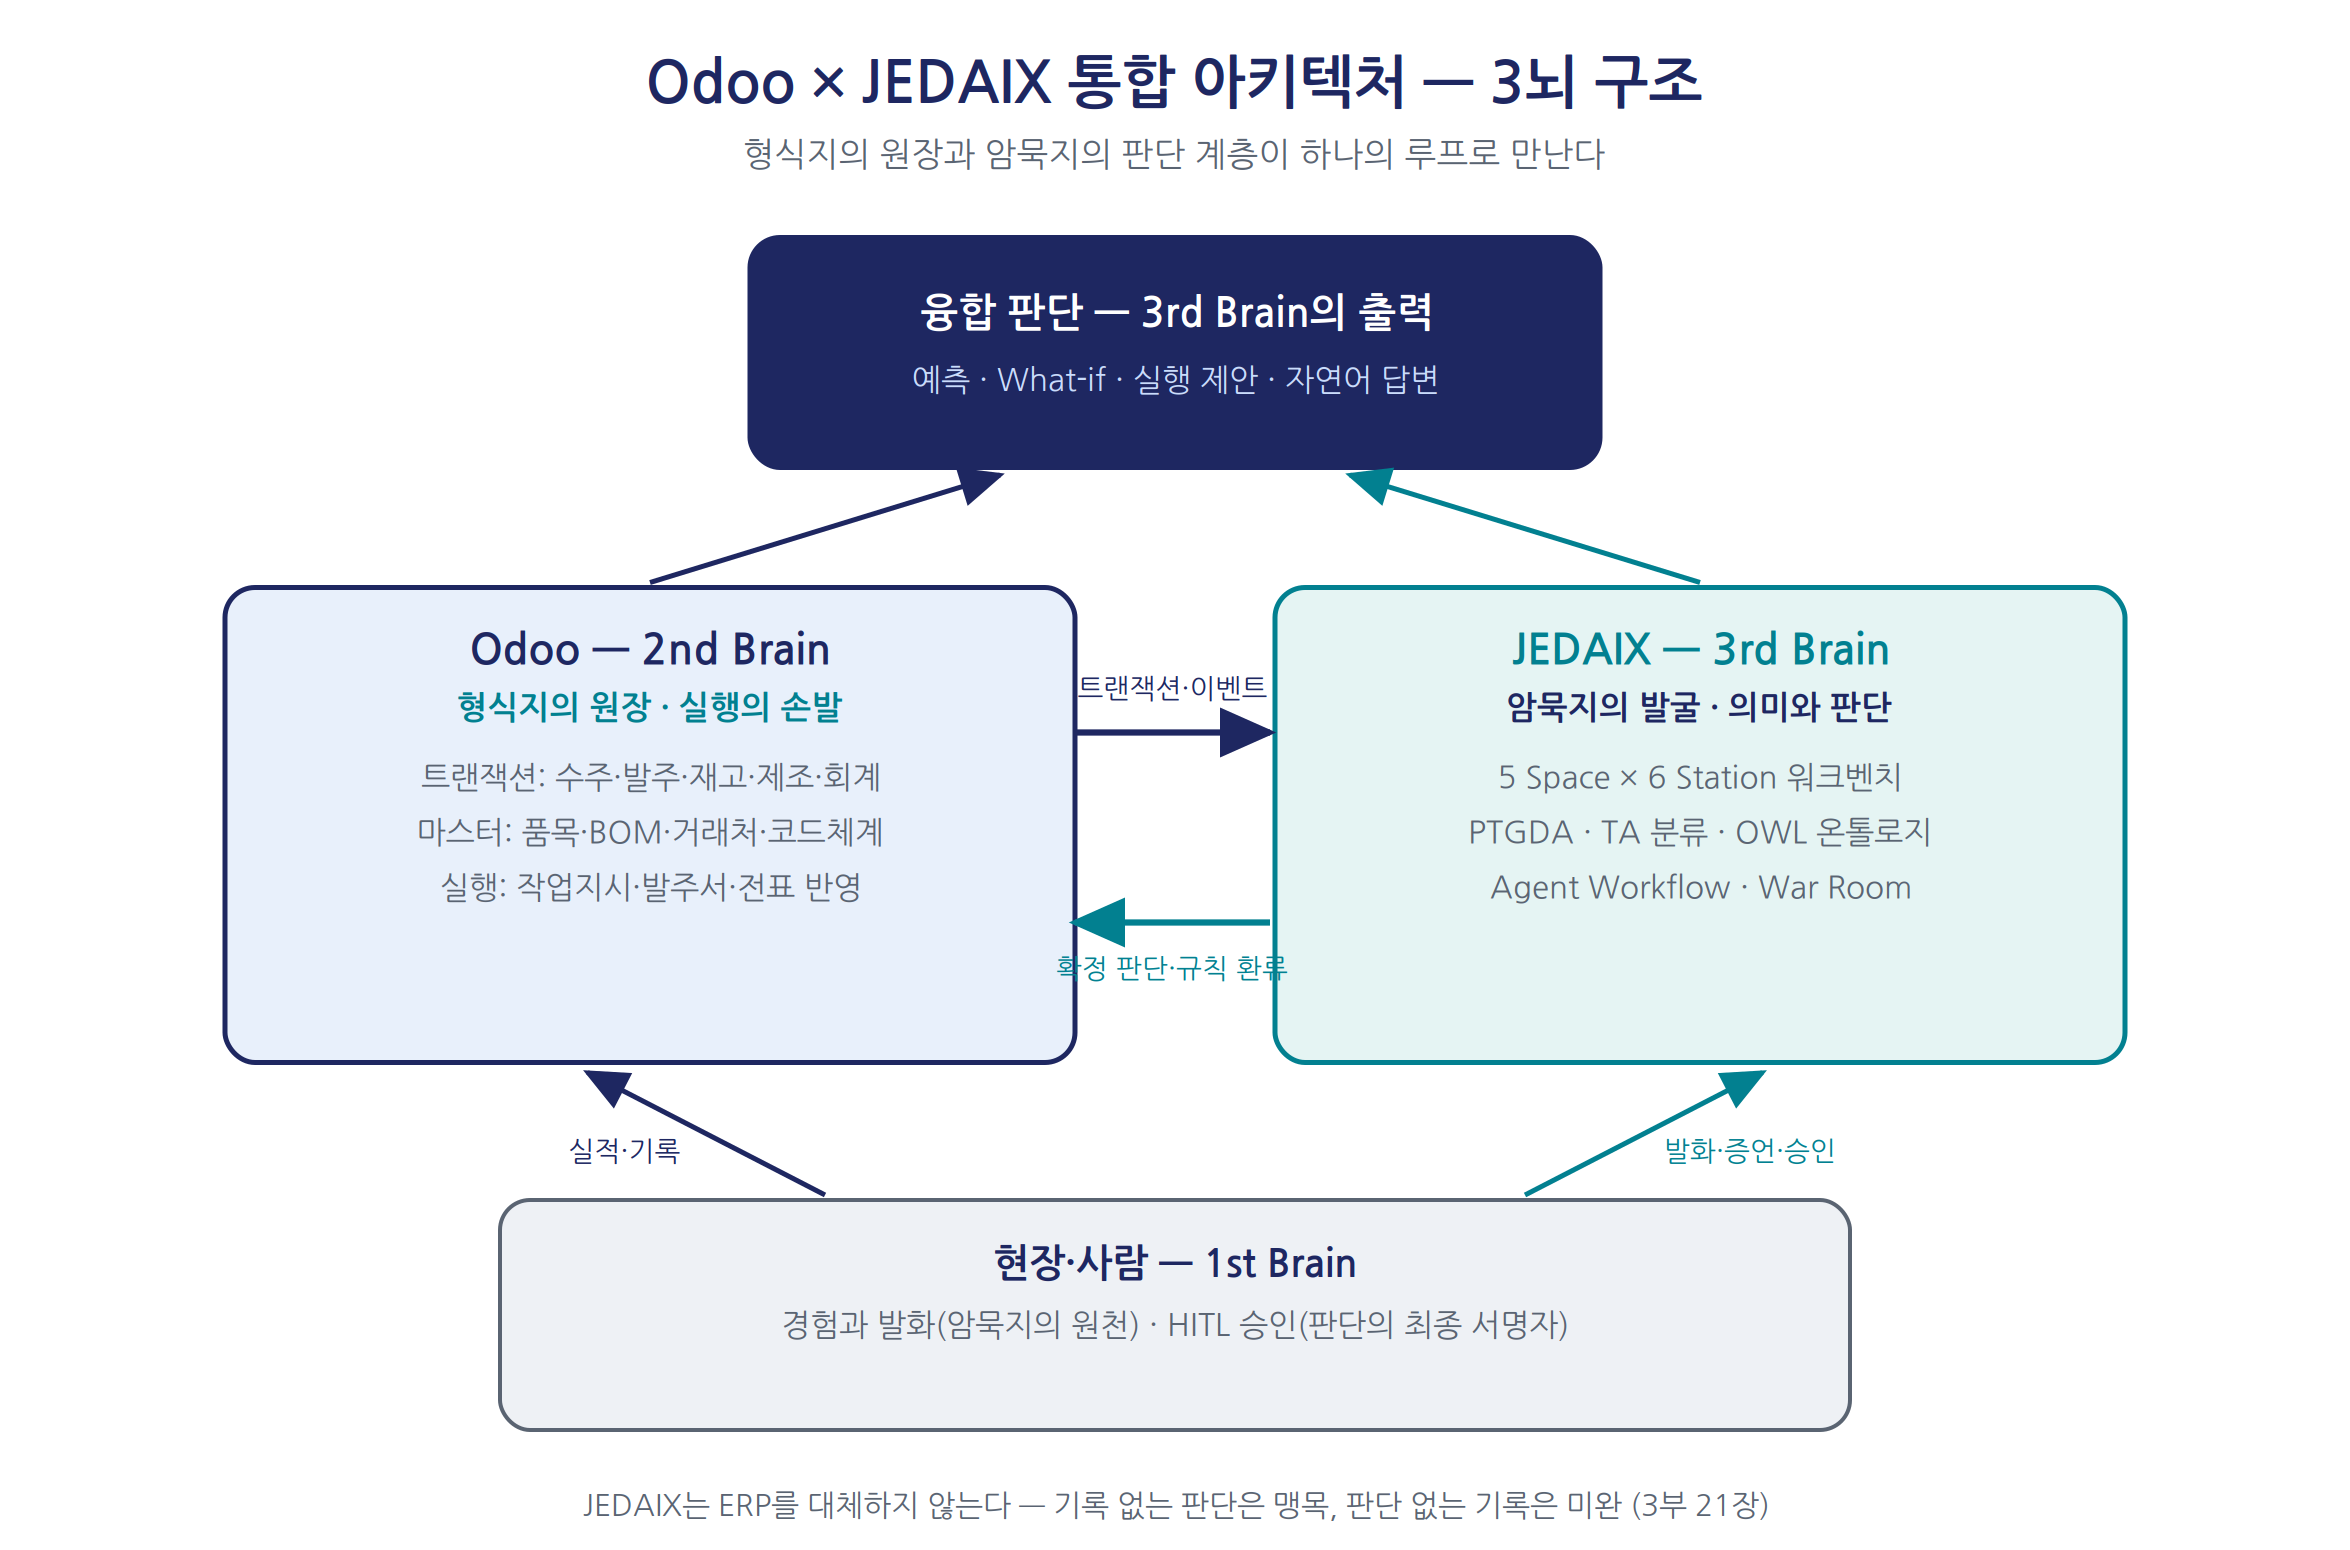 Odoo × JEDAIX 통합 아키텍처 — 3뇌 구조
형식지의 원장과 암묵지의 판단 계층이 하나의 루프로 만난다
융합 판단 — 3rd Brain의 출력
예측 · What-if · 실행 제안 · 자연어 답변
Odoo — 2nd Brain
형식지의 원장 · 실행의 손발
트랜잭션: 수주·발주·재고·제조·회계
마스터: 품목·BOM·거래처·코드체계
실행: 작업지시·발주서·전표 반영
트랜잭션·이벤트
확정 판단·규칙 환류
JEDAIX — 3rd Brain
암묵지의 발굴 · 의미와 판단
5 Space × 6 Station 워크벤치
PTGDA · TA 분류 · OWL 온톨로지
Agent Workflow · War Room
실적·기록
발화·증언·승인
현장·사람 — 1st Brain
경험과 발화(암묵지의 원천) · HITL 승인(판단의 최종 서명자)
JEDAIX는 ERP를 대체하지 않는다 — 기록 없는 판단은 맹목, 판단 없는 기록은 미완 (3부 21장)